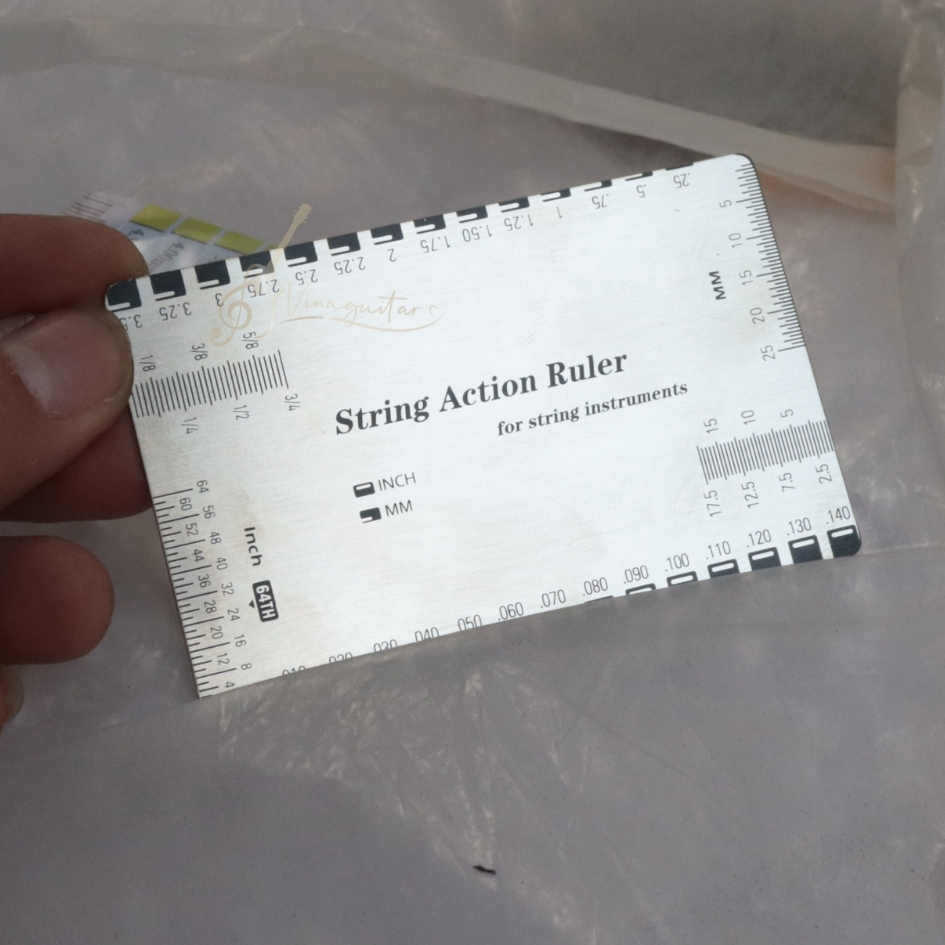 3.25 3 2.75 2.5 2.25 2 1.75 1.50 1.25 1 .75 .5 .25
Vinaguitar
1/8 3/8 5/8
1/4 1/2 3/4
5
10
15
20
25
MM
String Action Ruler
for string instruments
INCH
MM
15 10 5
17.5 12.5 7.5 2.5
64
60
56
52
48
44
40
36
32
28
24
20
16
12
8
4
Inch
64TH
.050 .060 .070 .080 .090 .100 .110 .120 .130 .140